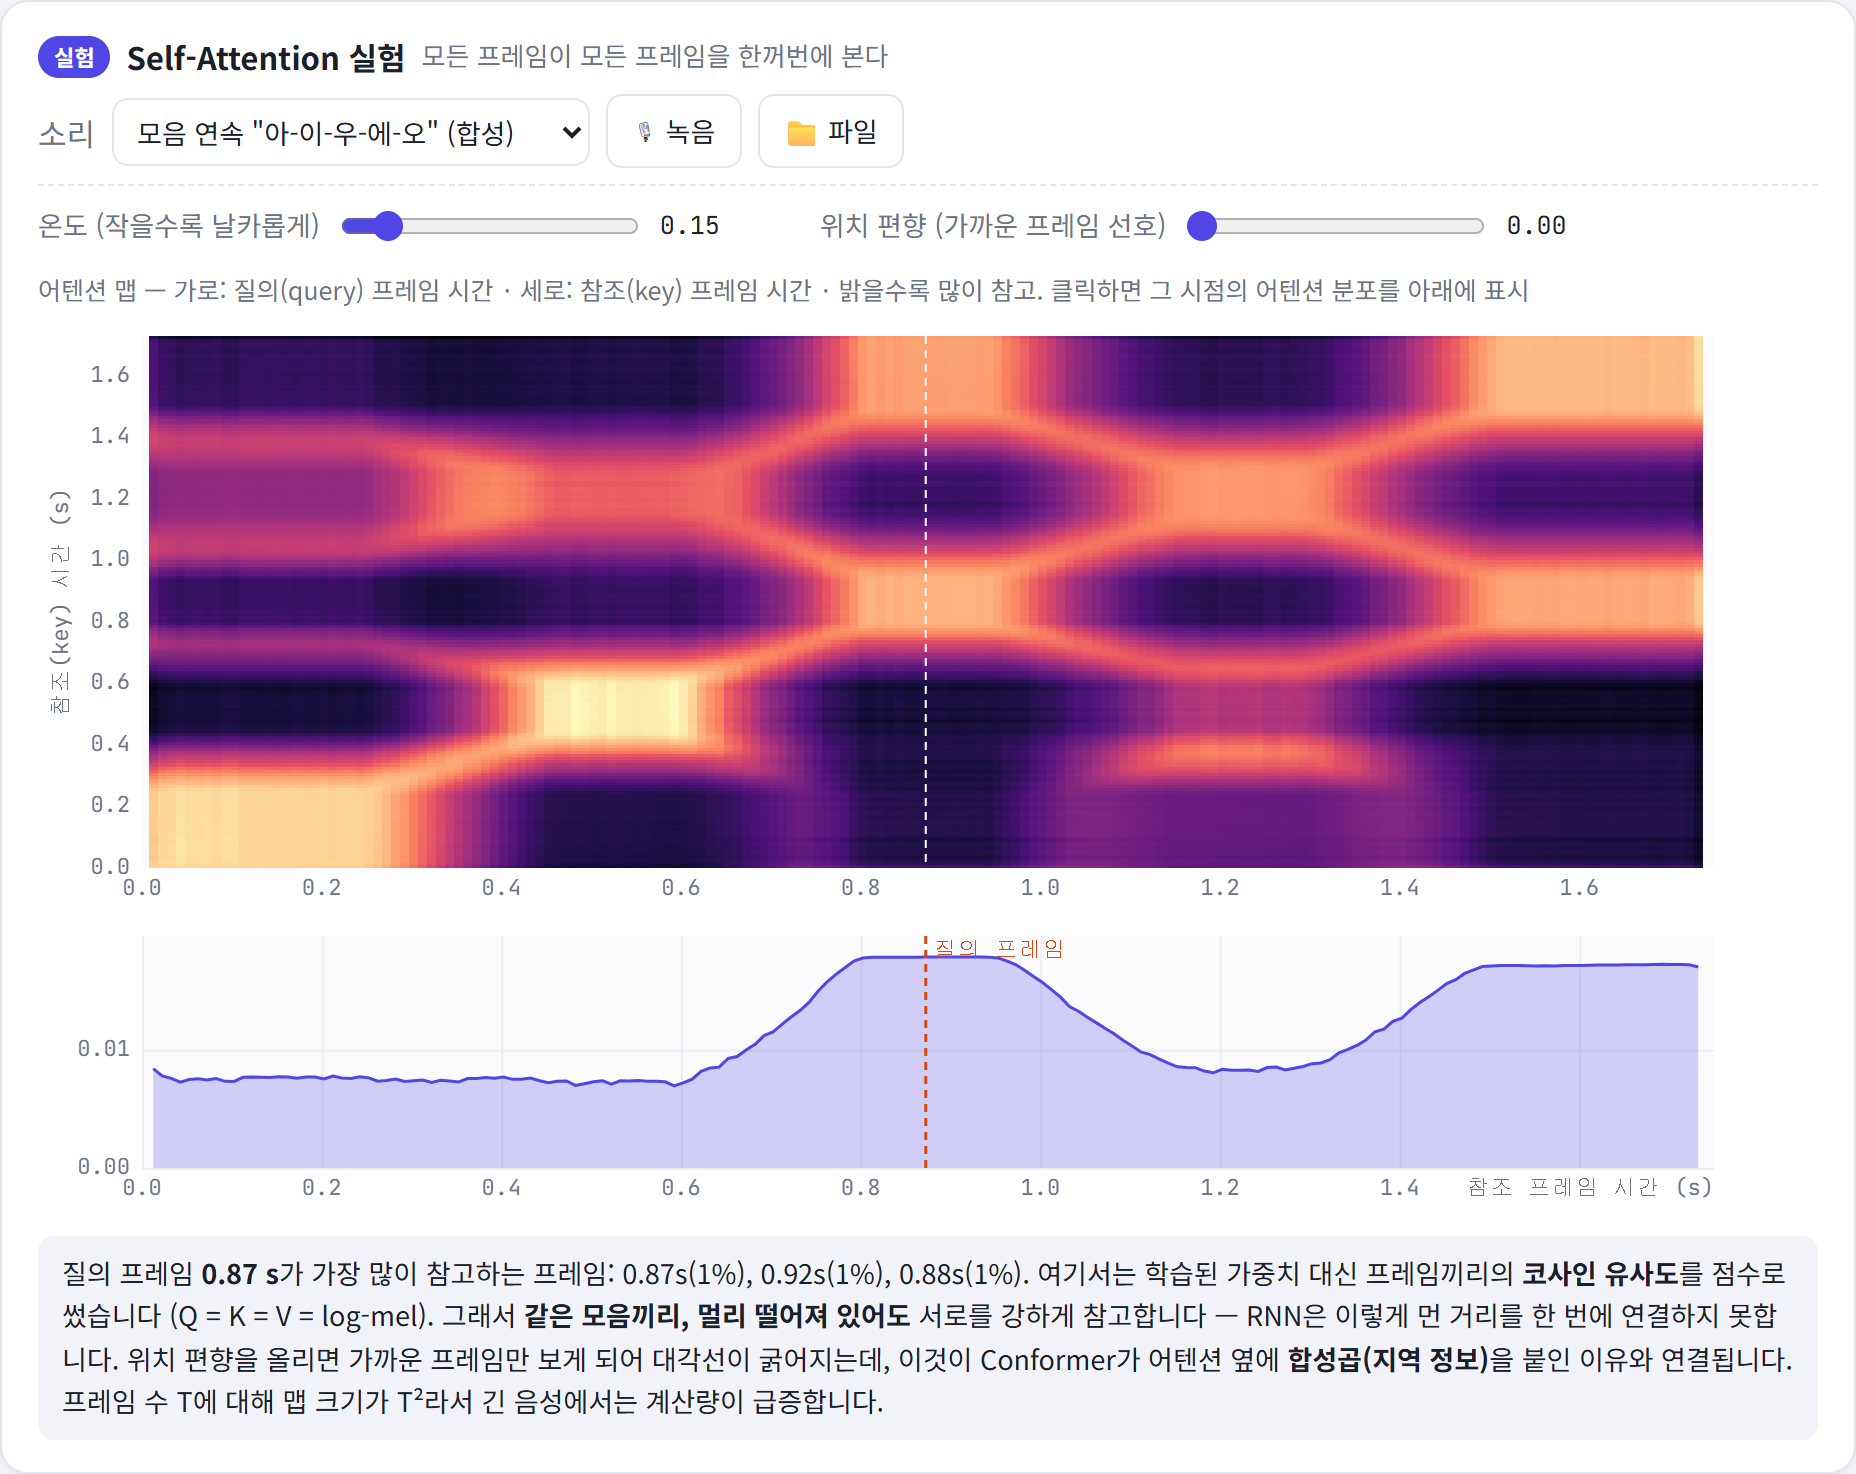 실험 Self-Attention 실험 모든 프레임이 모든 프레임을 한꺼번에 본다
소리 모음 연속 "아-이-우-에-오" (합성) 녹음 파일
온도 (작을수록 날카롭게) 0.15 위치 편향 (가까운 프레임 선호) 0.00
어텐션 맵 — 가로: 질의(query) 프레임 시간 · 세로: 참조(key) 프레임 시간 · 밝을수록 많이 참고. 클릭하면 그 시점의 어텐션 분포를 아래에 표시
참조(key) 시간 (s)
1.6
1.4
1.2
1.0
0.8
0.6
0.4
0.2
0.0
0.0 0.2 0.4 0.6 0.8 1.0 1.2 1.4 1.6
질의 프레임
0.01
0.00
0.0 0.2 0.4 0.6 0.8 1.0 1.2 1.4 참조 프레임 시간 (s)
질의 프레임 0.87 s가 가장 많이 참고하는 프레임: 0.87s(1%), 0.92s(1%), 0.88s(1%). 여기서는 학습된 가중치 대신 프레임끼리의 코사인 유사도를 점수로
썼습니다 (Q = K = V = log-mel). 그래서 같은 모음끼리, 멀리 떨어져 있어도 서로를 강하게 참고합니다 — RNN은 이렇게 먼 거리를 한 번에 연결하지 못합
니다. 위치 편향을 올리면 가까운 프레임만 보게 되어 대각선이 굵어지는데, 이것이 Conformer가 어텐션 옆에 합성곱(지역 정보)을 붙인 이유와 연결됩니다.
프레임 수 T에 대해 맵 크기가 T²라서 긴 음성에서는 계산량이 급증합니다.